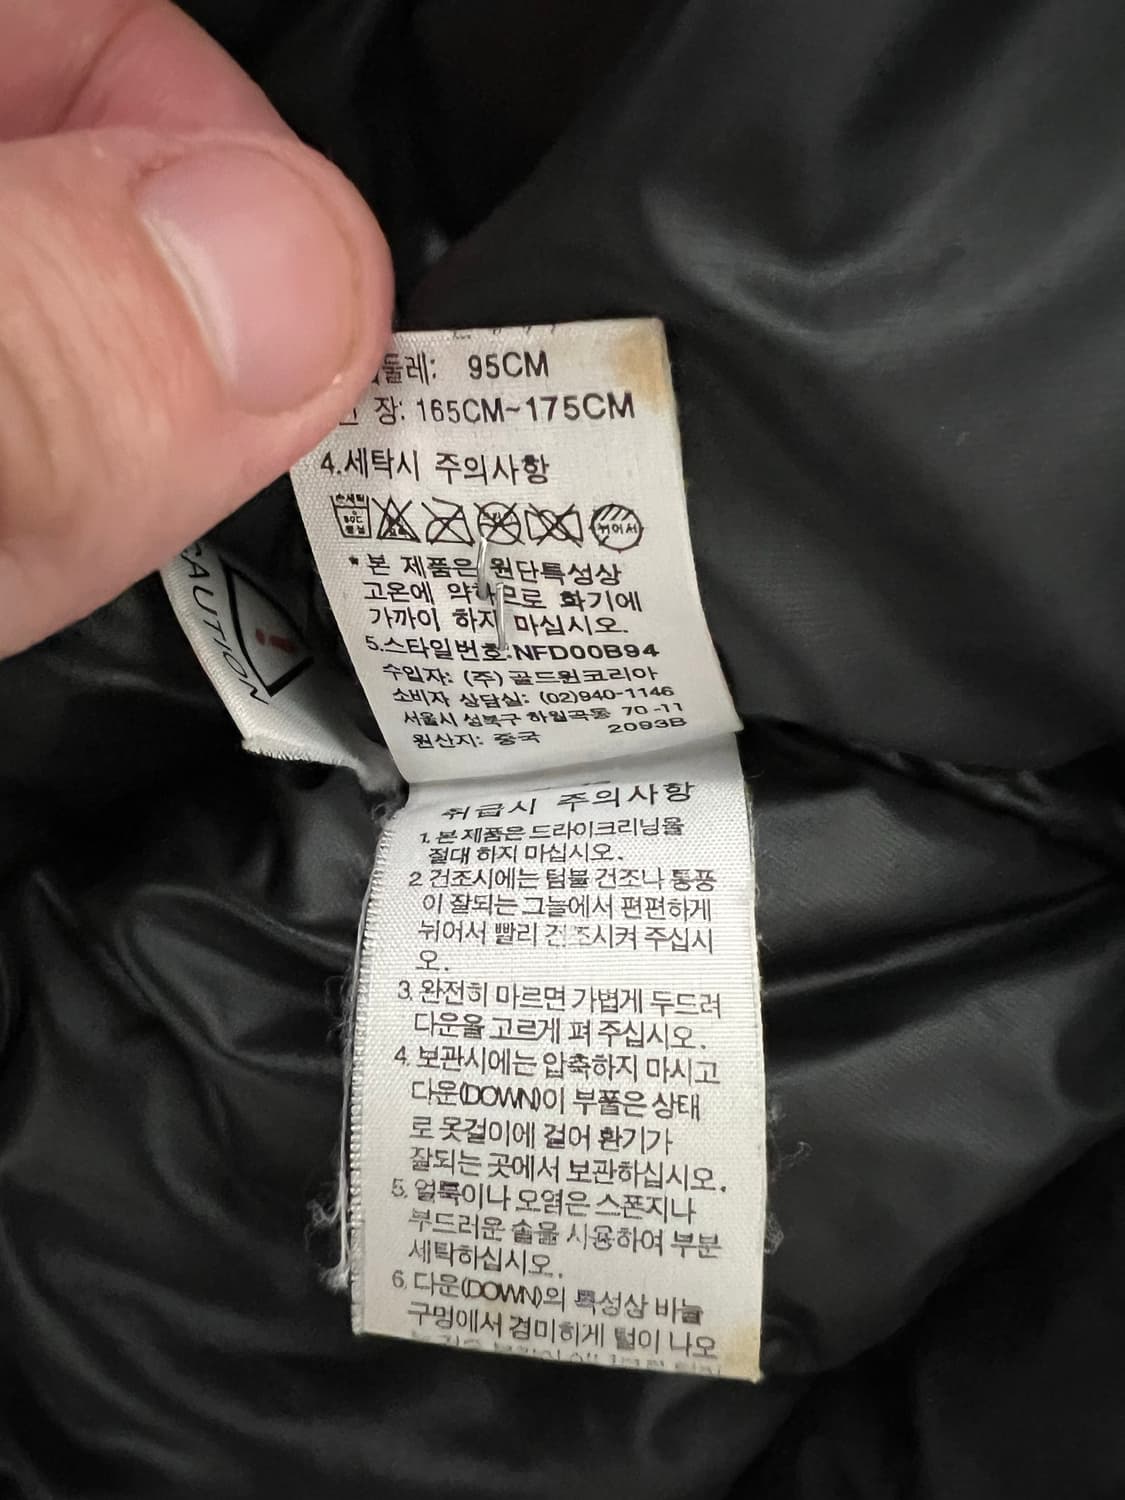 둘레: 95CM
장: 165CM~175CM
4.세탁시 주의사항
손세탁
30℃
중성
뉘어서
*본 제품은 원단특성상
고온에 약하므로 화기에
가까이 하지 마십시오.
5.스타일번호:NFD00B94
수입자: (주) 골드윈코리아
소비자 상담실: (02)940-1146
서울시 성북구 하월곡동 70-11
원산지: 중국 2093B
CAUTION
취급시 주의사항
1. 본 제품은 드라이크리닝을
절대 하지 마십시오.
2 건조시에는 텀블 건조나 통풍
이 잘되는 그늘에서 편편하게
뉘어서 빨리 건조시켜 주십시
오.
3. 완전히 마르면 가볍게 두드려
다운을 고르게 펴 주십시오.
4. 보관시에는 압축하지 마시고
다운(DOWN)이 부풀은 상태
로 옷걸이에 걸어 환기가
잘되는 곳에서 보관하십시오.
5. 얼룩이나 오염은 스폰지나
부드러운 솔을 사용하여 부분
세탁하십시오.
6. 다운(DOWN)의 특성상 바늘
구멍에서 경미하게 털이 나오